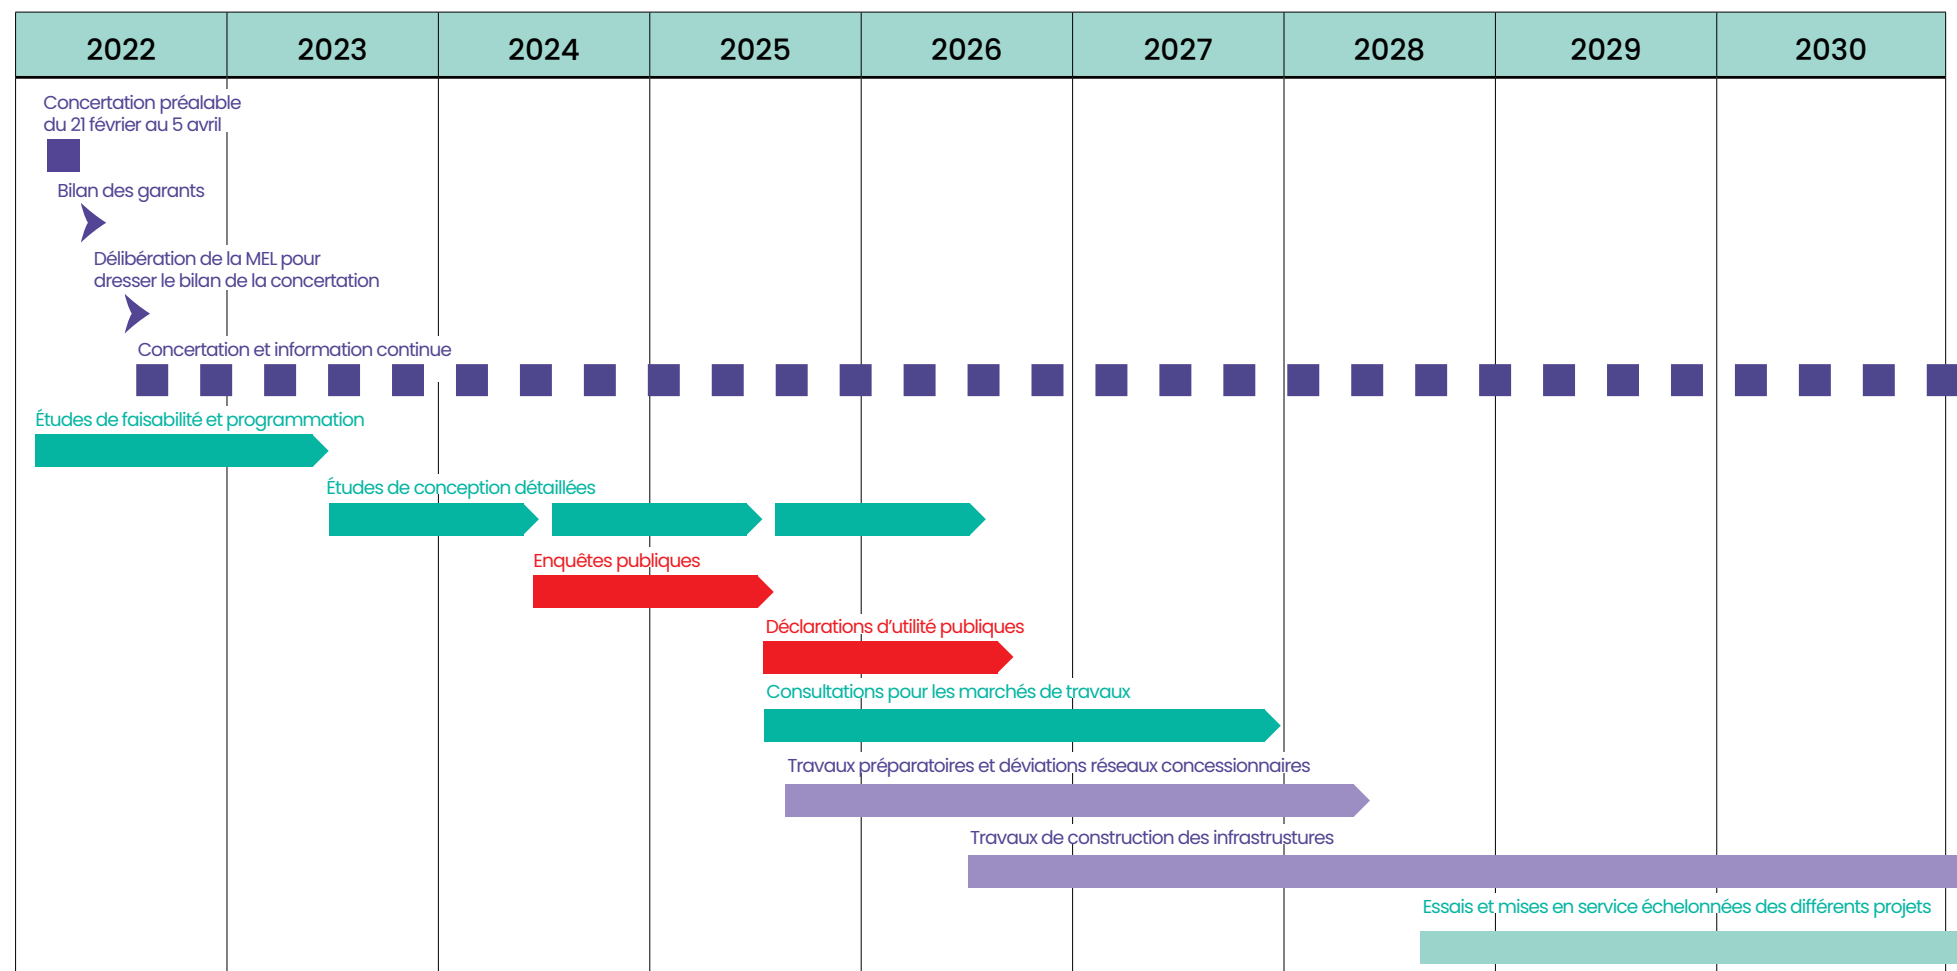 2022 2023 2024 2025 2026 2027 2028 2029 2030
Concertation préalable
du 21 février au 5 avril
Bilan des garants
Délibération de la MEL pour
dresser le bilan de la concertation
Concertation et information continue
Études de faisabilité et programmation
Études de conception détaillées
Enquêtes publiques
Déclarations d’utilité publiques
Consultations pour les marchés de travaux
Travaux préparatoires et déviations réseaux concessionnaires
Travaux de construction des infrastrustures
Essais et mises en service échelonnées des différents projets